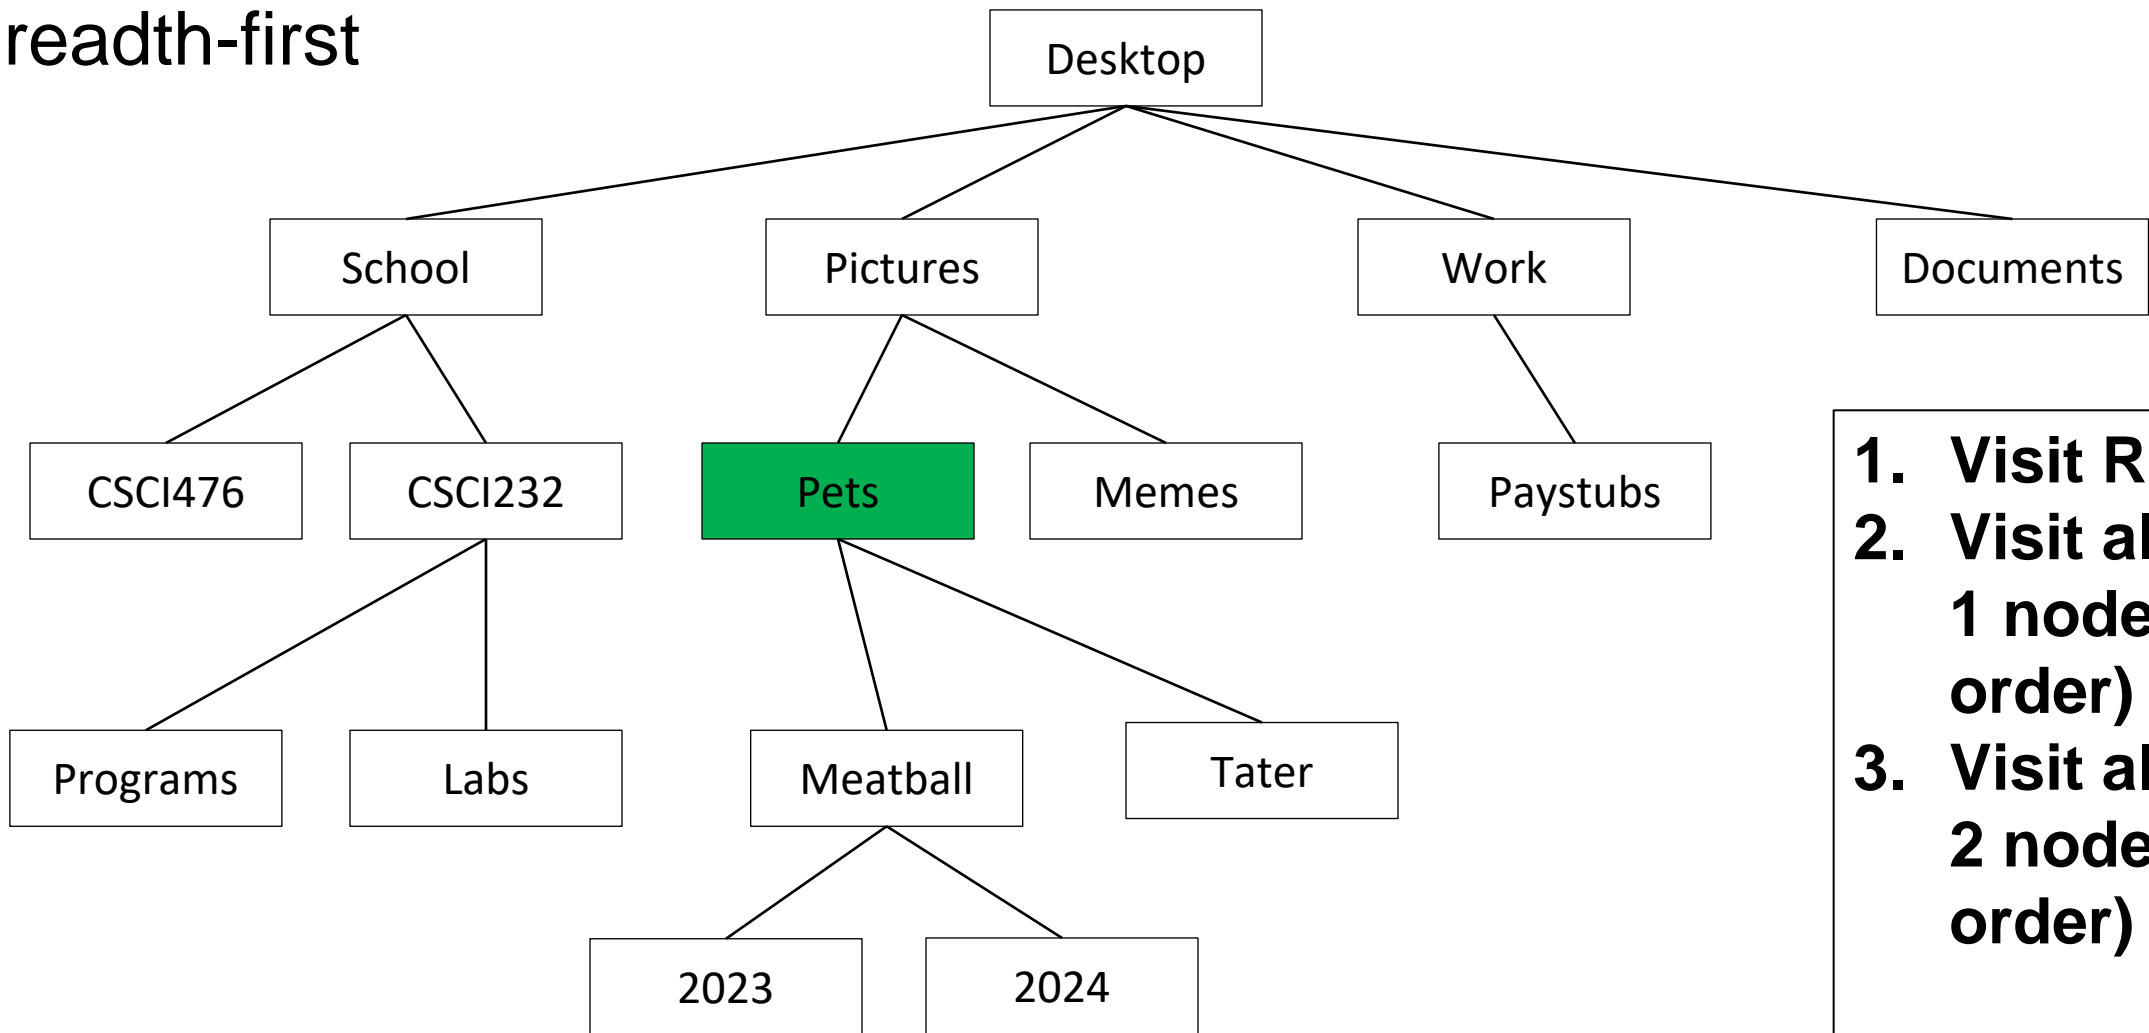 readth-first
Desktop
School
Pictures
Work
Documents
CSCI476
CSCI232
Pets
Memes
Paystubs
1. Visit R
2. Visit al
1 node
order)
3. Visit al
2 node
order)
Programs
Labs
Meatball
Tater
2023
2024